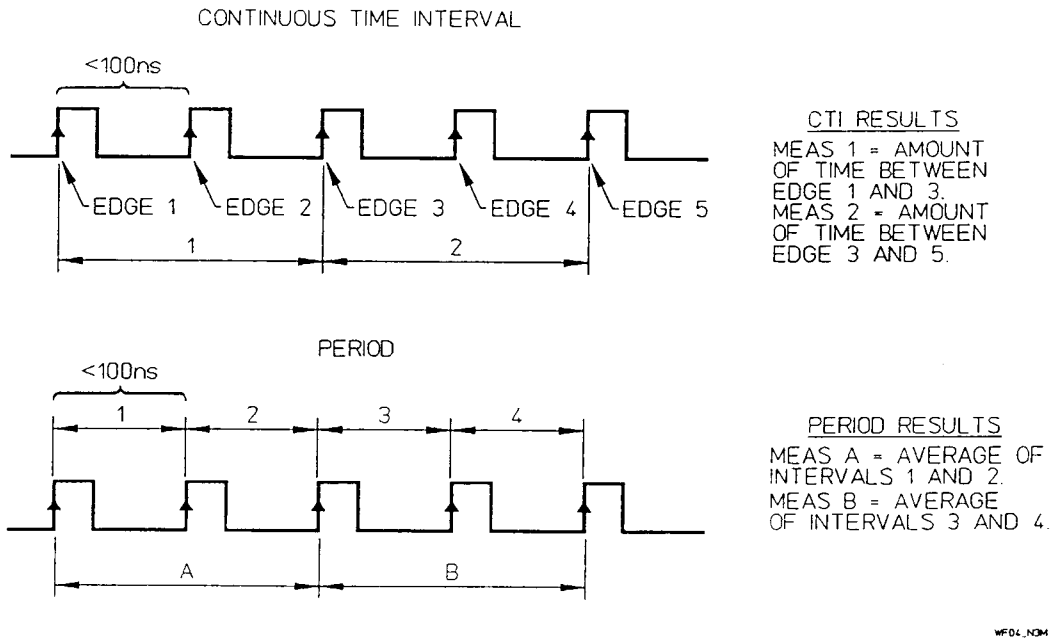 CONTINUOUS TIME INTERVAL
<100ns
EDGE 1
EDGE 2
EDGE 3
EDGE 4
EDGE 5
1
2
CTI RESULTS
MEAS 1 = AMOUNT
OF TIME BETWEEN
EDGE 1 AND 3.
MEAS 2 = AMOUNT
OF TIME BETWEEN
EDGE 3 AND 5.
PERIOD
<100ns
1
2
3
4
A
B
PERIOD RESULTS
MEAS A = AVERAGE OF
INTERVALS 1 AND 2.
MEAS B = AVERAGE
OF INTERVALS 3 AND 4.
WF04_N3M